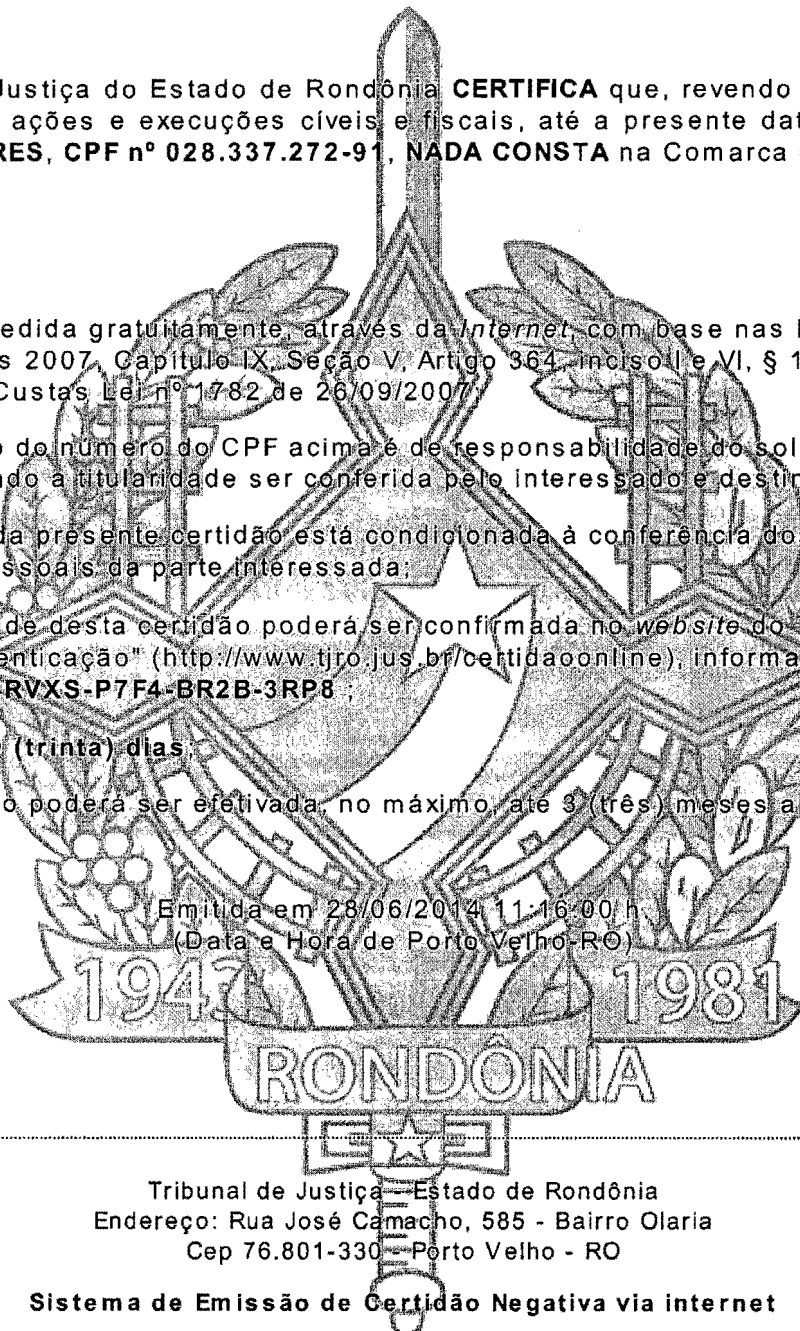 Justiça do Estado de Rondônia CERTIFICA que, revendo
ações e execuções cíveis e fiscais, até a presente dat
RES, CPF nº 028.337.272-91, NADA CONSTA na Comarca
edida gratuitamente, através da Internet, com base nas
s 2007, Capítulo IX, Seção V, Artigo 364, inciso I e VI, § 1
Custas Lei nº 1782 de 26/09/2007;
o do número do CPF acima é de responsabilidade do sol
ndo a titularidade ser conferida pelo interessado e destin
da presente certidão está condicionada à conferência do
ssoais da parte interessada;
de desta certidão poderá ser confirmada no website do
enticação" (http://www.tjro.jus.br/certidaoonline), informa
RVXS-P7F4-BR2B-3RP8 ;
(trinta) dias;
o poderá ser efetivada, no máximo, até 3 (três) meses a
Emitida em 28/06/2014 11:16:00 h.
(Data e Hora de Porto Velho-RO)
1943 1981
RONDÔNIA
Tribunal de Justiça - Estado de Rondônia
Endereço: Rua José Camacho, 585 - Bairro Olaria
Cep 76.801-330 - Porto Velho - RO
Sistema de Emissão de Certidão Negativa via internet